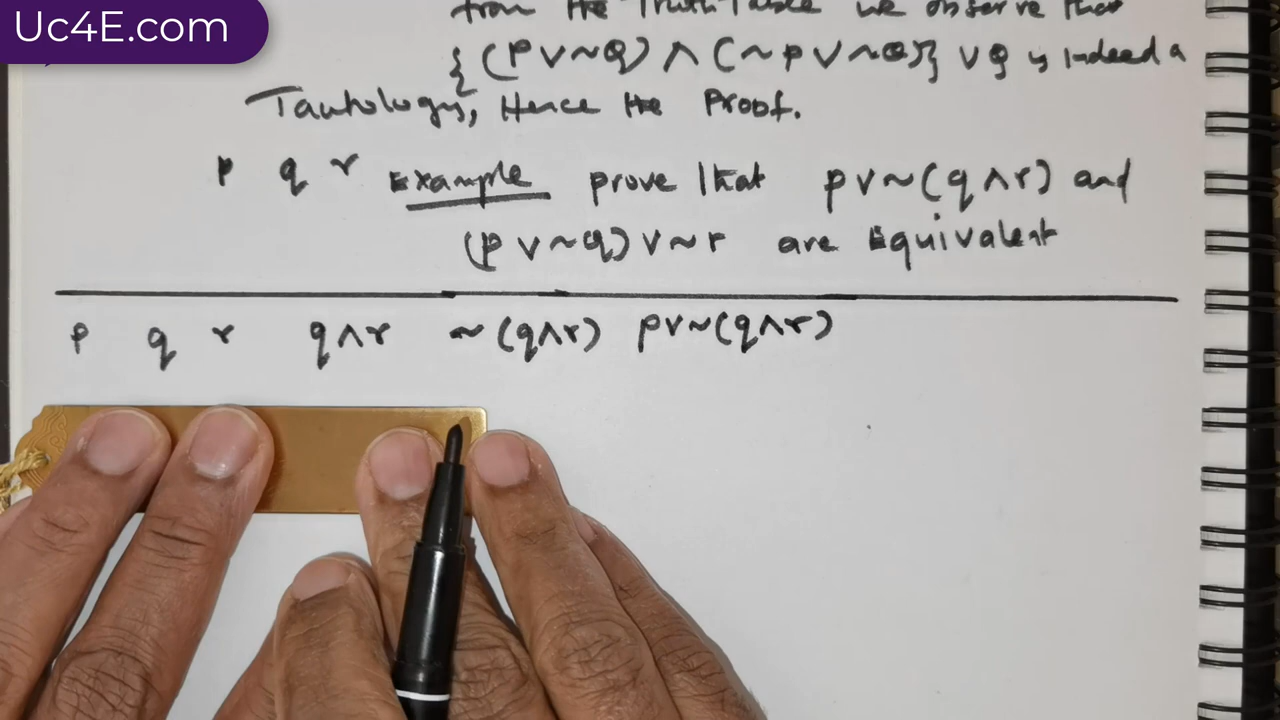 Uc4E.com
from the Truth Table we observe that
{(P∨~Q)∧(~P∨~Q)}∨Q is indeed a
Tautology, Hence the Proof.
p q r Example prove that p∨~(q∧r) and
(p∨~q)∨~r are Equivalent
p q r q∧r ~(q∧r) p∨~(q∧r)